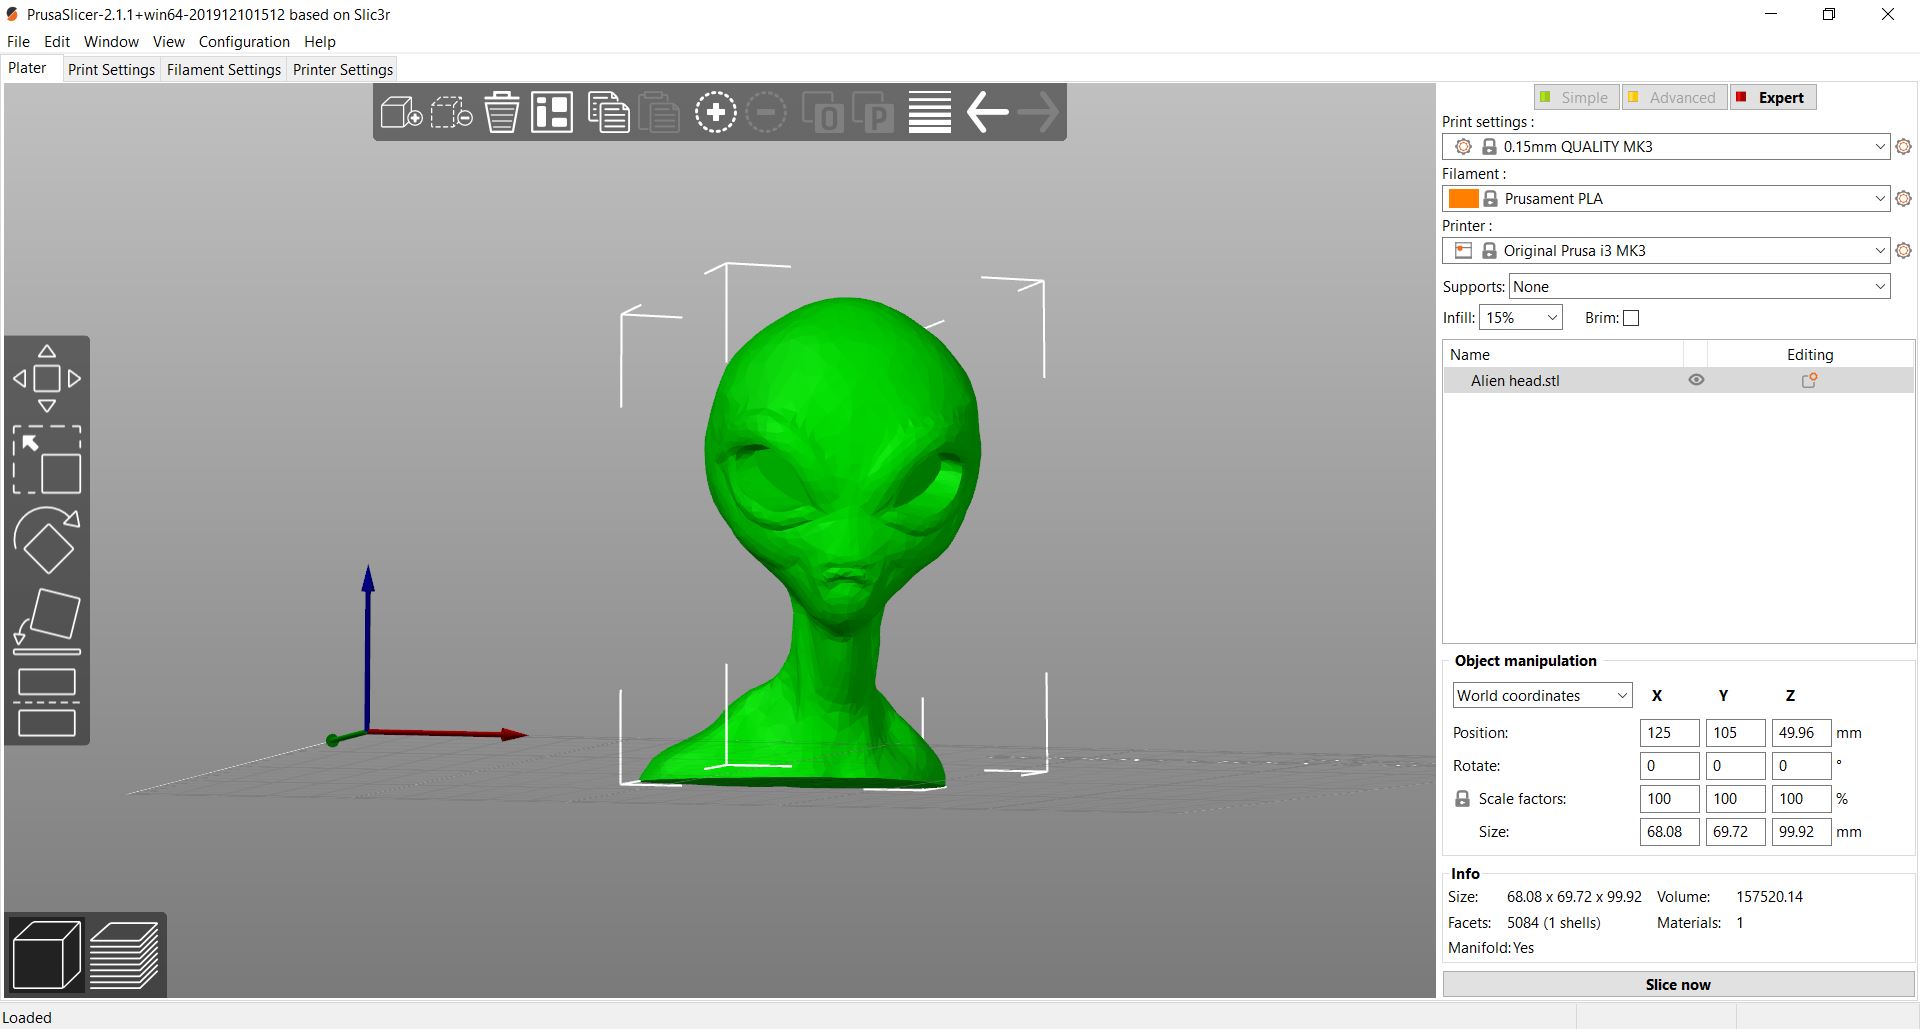 PrusaSlicer-2.1.1+win64-201912101512 based on Slic3r
File Edit Window View Configuration Help
Plater Print Settings Filament Settings Printer Settings
O P
Simple Advanced Expert
Print settings :
0.15mm QUALITY MK3
Filament :
Prusament PLA
Printer :
Original Prusa i3 MK3
Supports: None
Infill: 15% Brim:
Name Editing
Alien head.stl
Object manipulation
World coordinates X Y Z
Position: 125 105 49.96 mm
Rotate: 0 0 0 °
Scale factors: 100 100 100 %
Size: 68.08 69.72 99.92 mm
Info
Size: 68.08 x 69.72 x 99.92 Volume: 157520.14
Facets: 5084 (1 shells) Materials: 1
Manifold: Yes
Slice now
Loaded